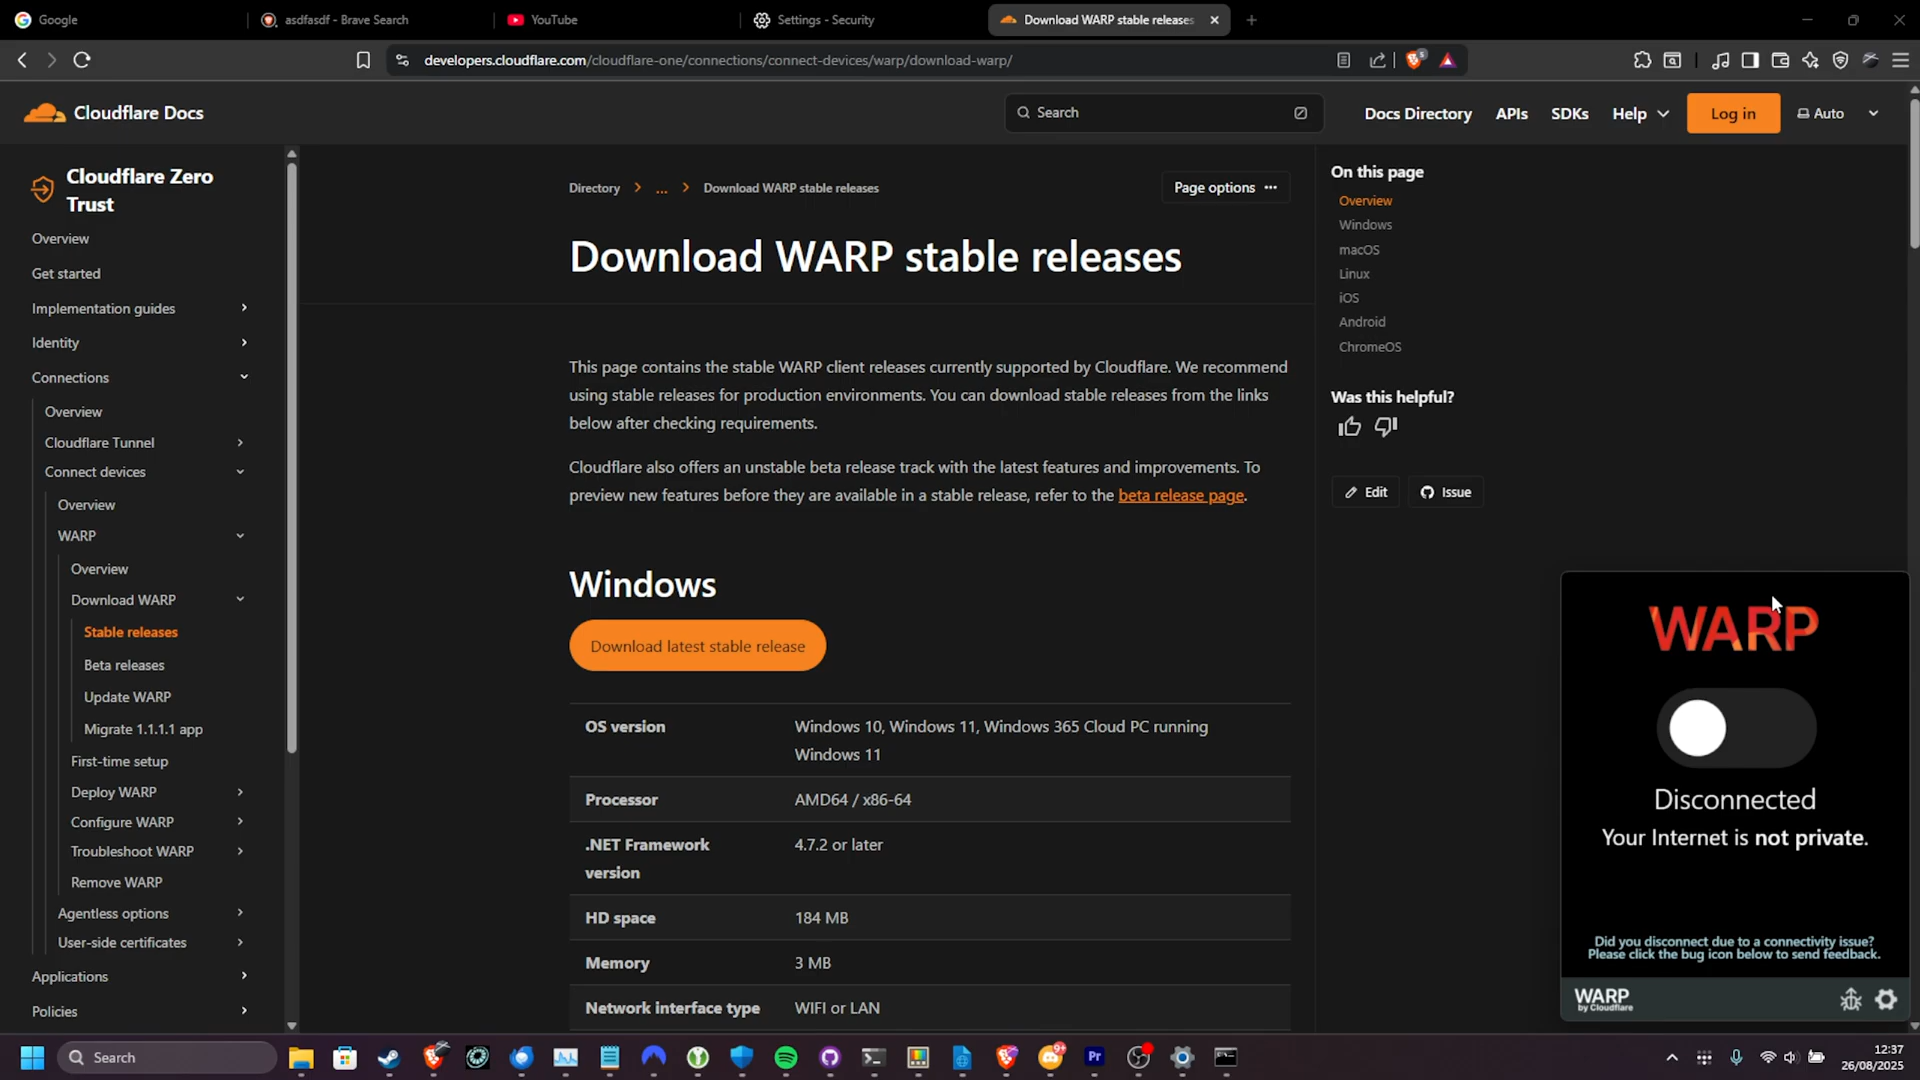 Google
asdfasdf - Brave Search
YouTube
Settings - Security
Download WARP stable releases
developers.cloudflare.com/cloudflare-one/connections/connect-devices/warp/download-warp/
5
Cloudflare Docs
Search
Docs Directory
APIs
SDKs
Help
Log in
Auto
Cloudflare Zero
Trust
Overview
Get started
Implementation guides
Identity
Connections
Overview
Cloudflare Tunnel
Connect devices
Overview
WARP
Overview
Download WARP
Stable releases
Beta releases
Update WARP
Migrate 1.1.1.1 app
First-time setup
Deploy WARP
Configure WARP
Troubleshoot WARP
Remove WARP
Agentless options
User-side certificates
Applications
Policies
Directory > ... > Download WARP stable releases
Page options ...
Download WARP stable releases
This page contains the stable WARP client releases currently supported by Cloudflare. We recommend
using stable releases for production environments. You can download stable releases from the links
below after checking requirements.
Cloudflare also offers an unstable beta release track with the latest features and improvements. To
preview new features before they are available in a stable release, refer to the beta release page.
Windows
Download latest stable release
OS version Windows 10, Windows 11, Windows 365 Cloud PC running
Windows 11
Processor AMD64 / x86-64
.NET Framework 4.7.2 or later
version
HD space 184 MB
Memory 3 MB
Network interface type WIFI or LAN
On this page
Overview
Windows
macOS
Linux
iOS
Android
ChromeOS
Was this helpful?
Edit
Issue
WARP
Disconnected
Your Internet is not private.
Did you disconnect due to a connectivity issue?
Please click the bug icon below to send feedback.
WARP
by Cloudflare
Search
9+
Pr
12:37
26/08/2025